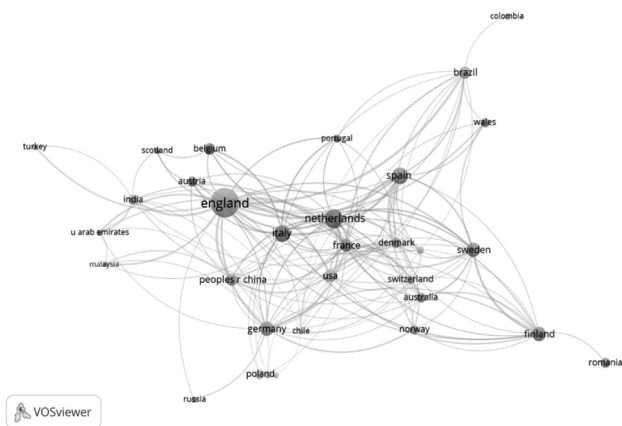 colombia
brazil
wales
portugal
turkey
scotland
belgium
spain
austria
india
england
netherlands
u arab emirates
italy
france
denmark
sweden
malaysia
peoples r china
usa
switzerland
australia
germany
chile
norway
finland
romania
poland
russia
VOSviewer